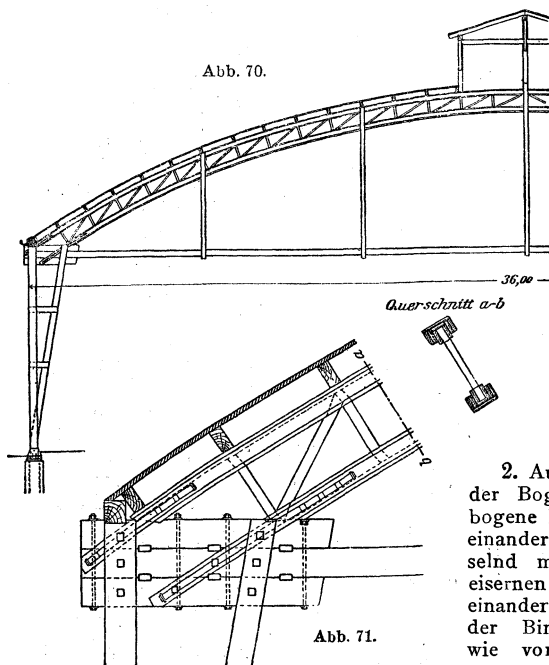 Abb. 70.
36,00
Querschnitt a-b
a
b
Abb. 71.
2. Au
der Bog
bogene
einander
selnd m
eisernen
einander
der Bin
wie vor